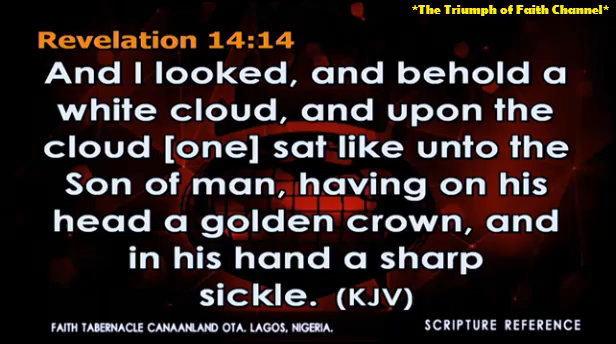 *The Triumph of Faith Channel*
Revelation 14:14
And I looked, and behold a
white cloud, and upon the
cloud [one] sat like unto the
Son of man, having on his
head a golden crown, and
in his hand a sharp
sickle. (KJV)
FAITH TABERNACLE CANAANLAND OTA. LAGOS, NIGERIA.
SCRIPTURE REFERENCE